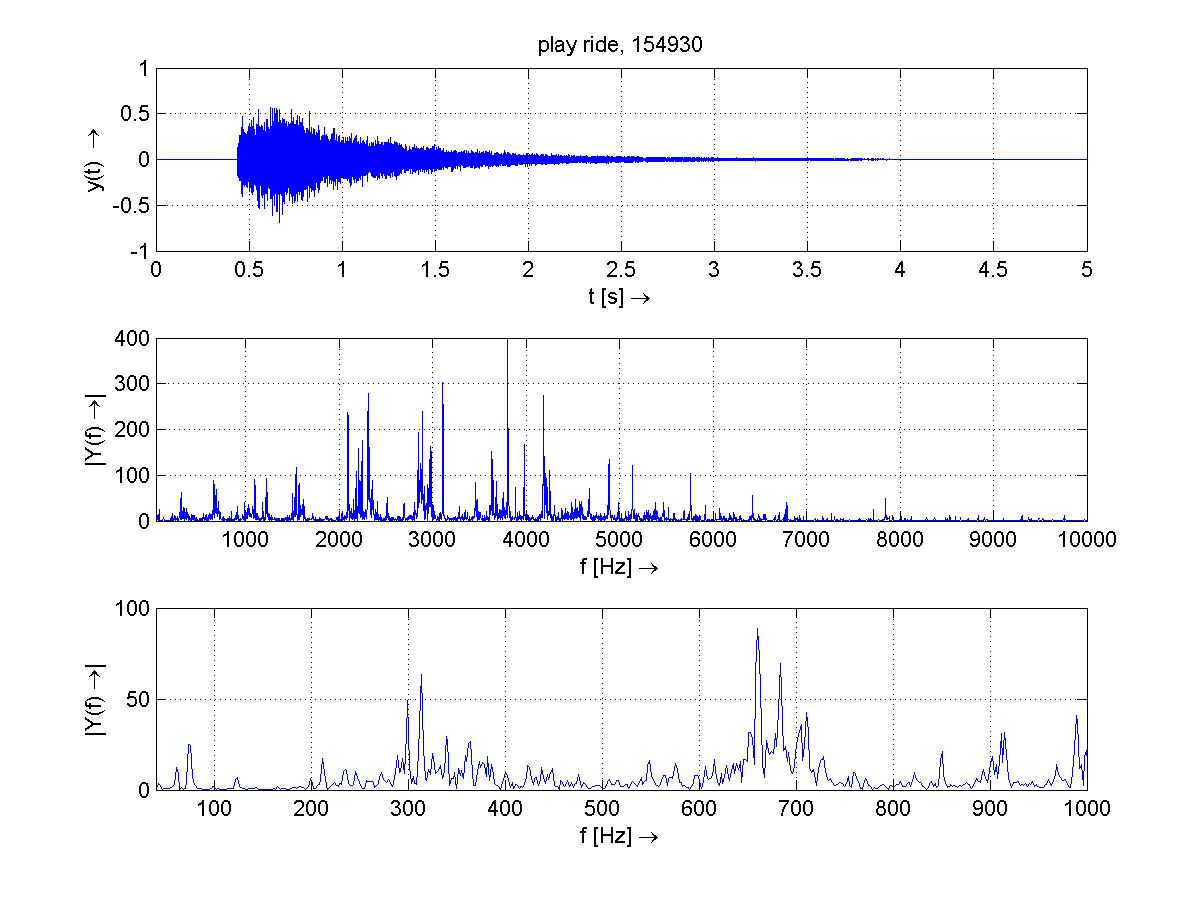 play ride, 154930
1
0.5
0
-0.5
-1
y(t) →
0 0.5 1 1.5 2 2.5 3 3.5 4 4.5 5
t [s] →
400
300
200
100
0
|Y(f) →|
1000 2000 3000 4000 5000 6000 7000 8000 9000 10000
f [Hz] →
100
50
0
|Y(f) →|
100 200 300 400 500 600 700 800 900 1000
f [Hz] →